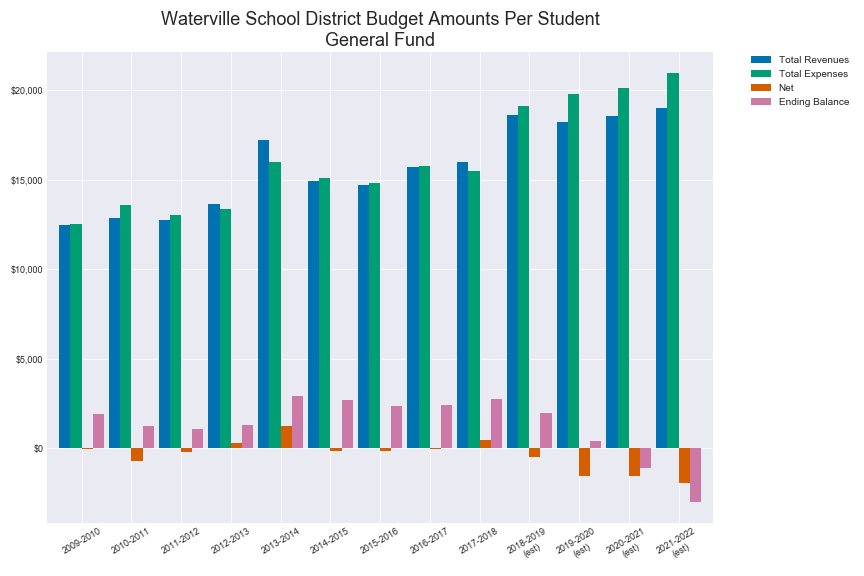 Waterville School District Budget Amounts Per Student
General Fund
Total Revenues
Total Expenses
Net
Ending Balance
$20,000
$15,000
$10,000
$5,000
$0
2009-2010
2010-2011
2011-2012
2012-2013
2013-2014
2014-2015
2015-2016
2016-2017
2017-2018
2018-2019
(est)
2019-2020
(est)
2020-2021
(est)
2021-2022
(est)